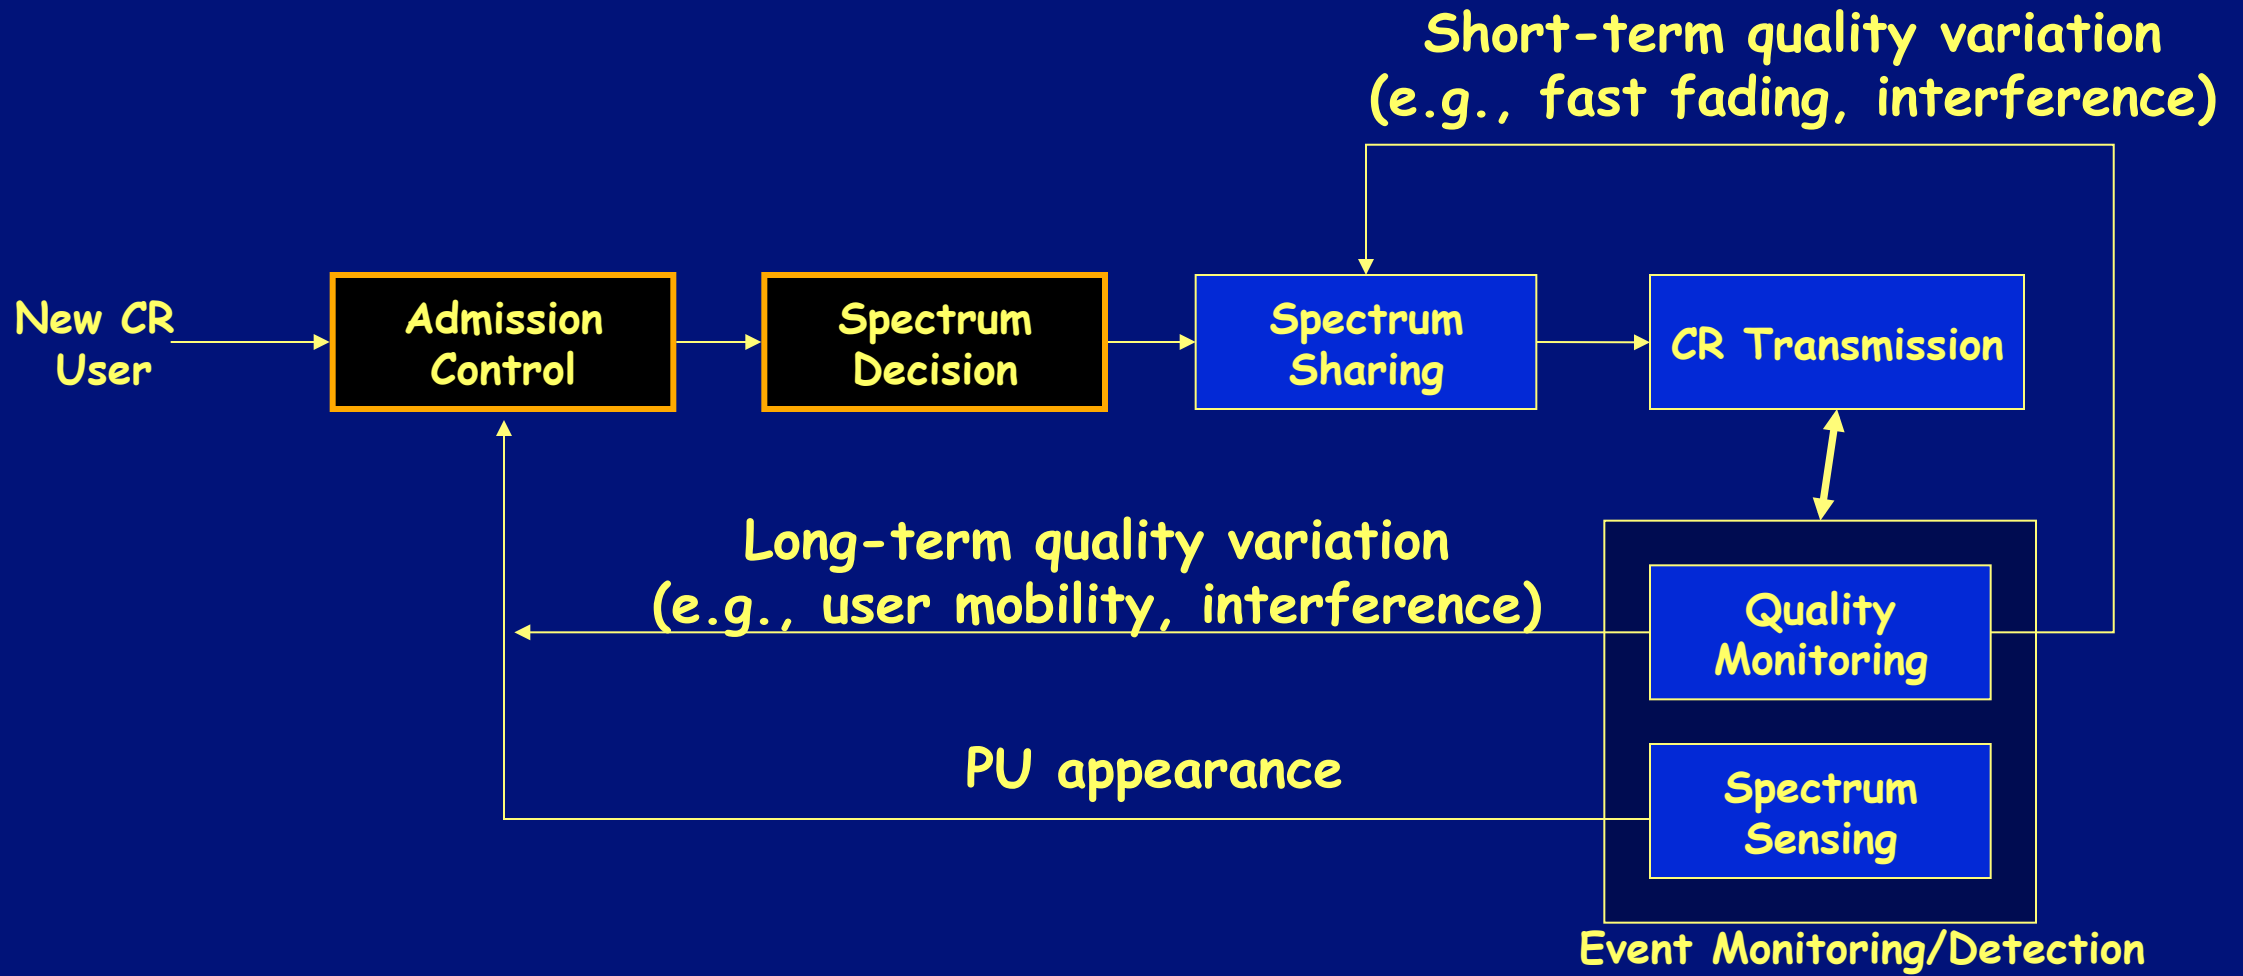 Short-term quality variation
(e.g., fast fading, interference)
New CR
User
Admission
Control
Spectrum
Decision
Spectrum
Sharing
CR Transmission
Long-term quality variation
(e.g., user mobility, interference)
Quality
Monitoring
PU appearance
Spectrum
Sensing
Event Monitoring/Detection